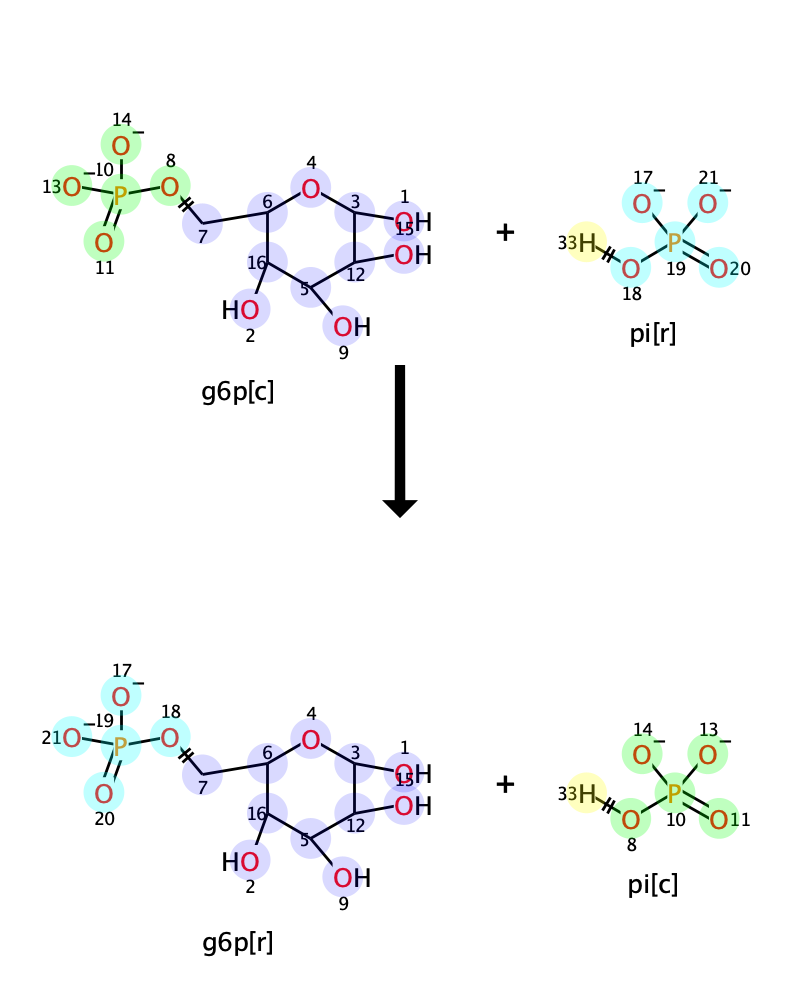 14
O−
13 O− 10 P O 8
O
11
7
6
O 4
3
1
OH
15
OH
12
16
5
HO
2
OH
9
g6p[c]
+
17
O−
21
O−
33 H
P
19
O
18
O 20
pi[r]
17
O−
21 O− 19 P O 18
O
20
7
6
O 4
3
1
OH
15
OH
12
16
5
HO
2
OH
9
g6p[r]
+
14
O−
13
O−
33 H
P
10
O
8
O 11
pi[c]